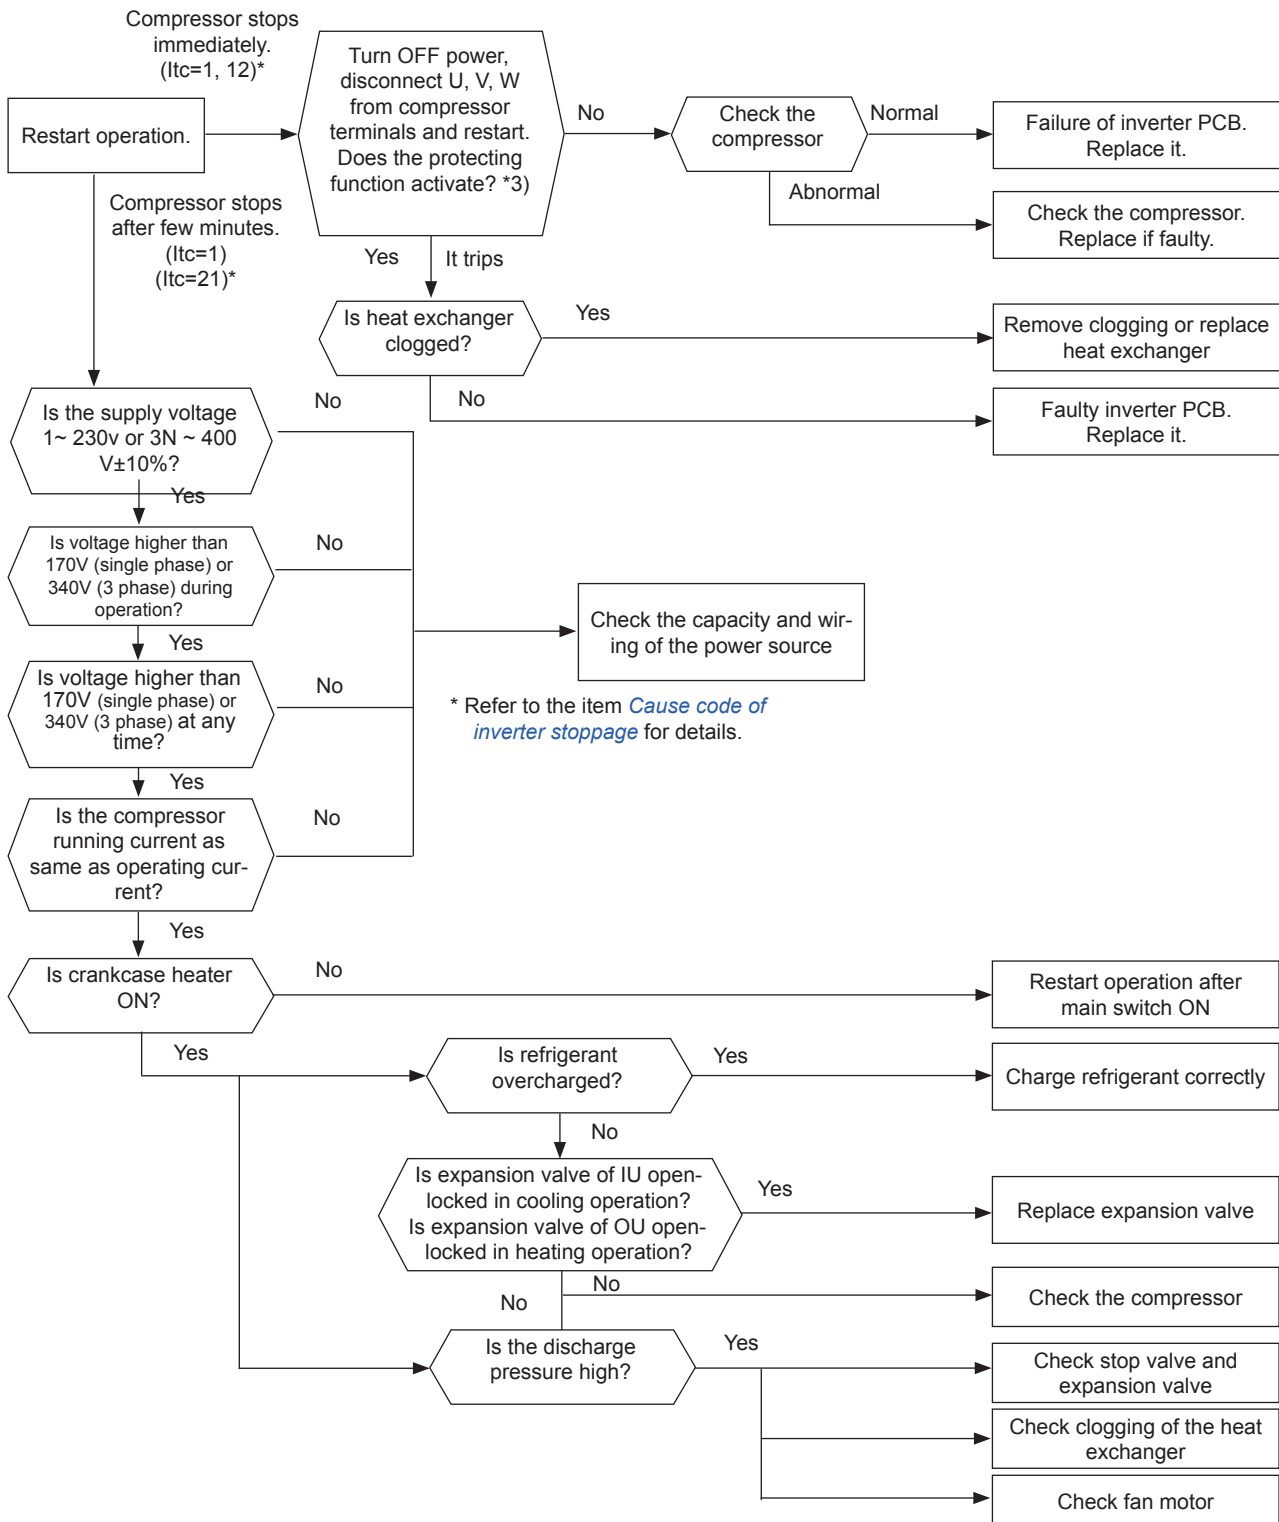 Compressor stops
immediately.
(Itc=1, 12)*
Restart operation.
Turn OFF power,
disconnect U, V, W
from compressor
terminals and restart.
Does the protecting
function activate? *3)
No
Check the
compressor
Normal
Failure of inverter PCB.
Replace it.
Abnormal
Check the compressor.
Replace if faulty.
Compressor stops
after few minutes.
(Itc=1)
(Itc=21)*
Yes
It trips
Is heat exchanger
clogged?
Yes
Remove clogging or replace
heat exchanger
No
Faulty inverter PCB.
Replace it.
Is the supply voltage
1~ 230v or 3N ~ 400
V±10%?
No
Yes
Is voltage higher than
170V (single phase) or
340V (3 phase) during
operation?
No
Yes
Check the capacity and wir-
ing of the power source
Is voltage higher than
170V (single phase) or
340V (3 phase) at any
time?
No
* Refer to the item Cause code of
inverter stoppage for details.
Yes
Is the compressor
running current as
same as operating cur-
rent?
No
Yes
Is crankcase heater
ON?
No
Restart operation after
main switch ON
Yes
Is refrigerant
overcharged?
Yes
Charge refrigerant correctly
No
Is expansion valve of IU open-
locked in cooling operation?
Is expansion valve of OU open-
locked in heating operation?
Yes
Replace expansion valve
No
No
Check the compressor
Is the discharge
pressure high?
Yes
Check stop valve and
expansion valve
Check clogging of the heat
exchanger
Check fan motor